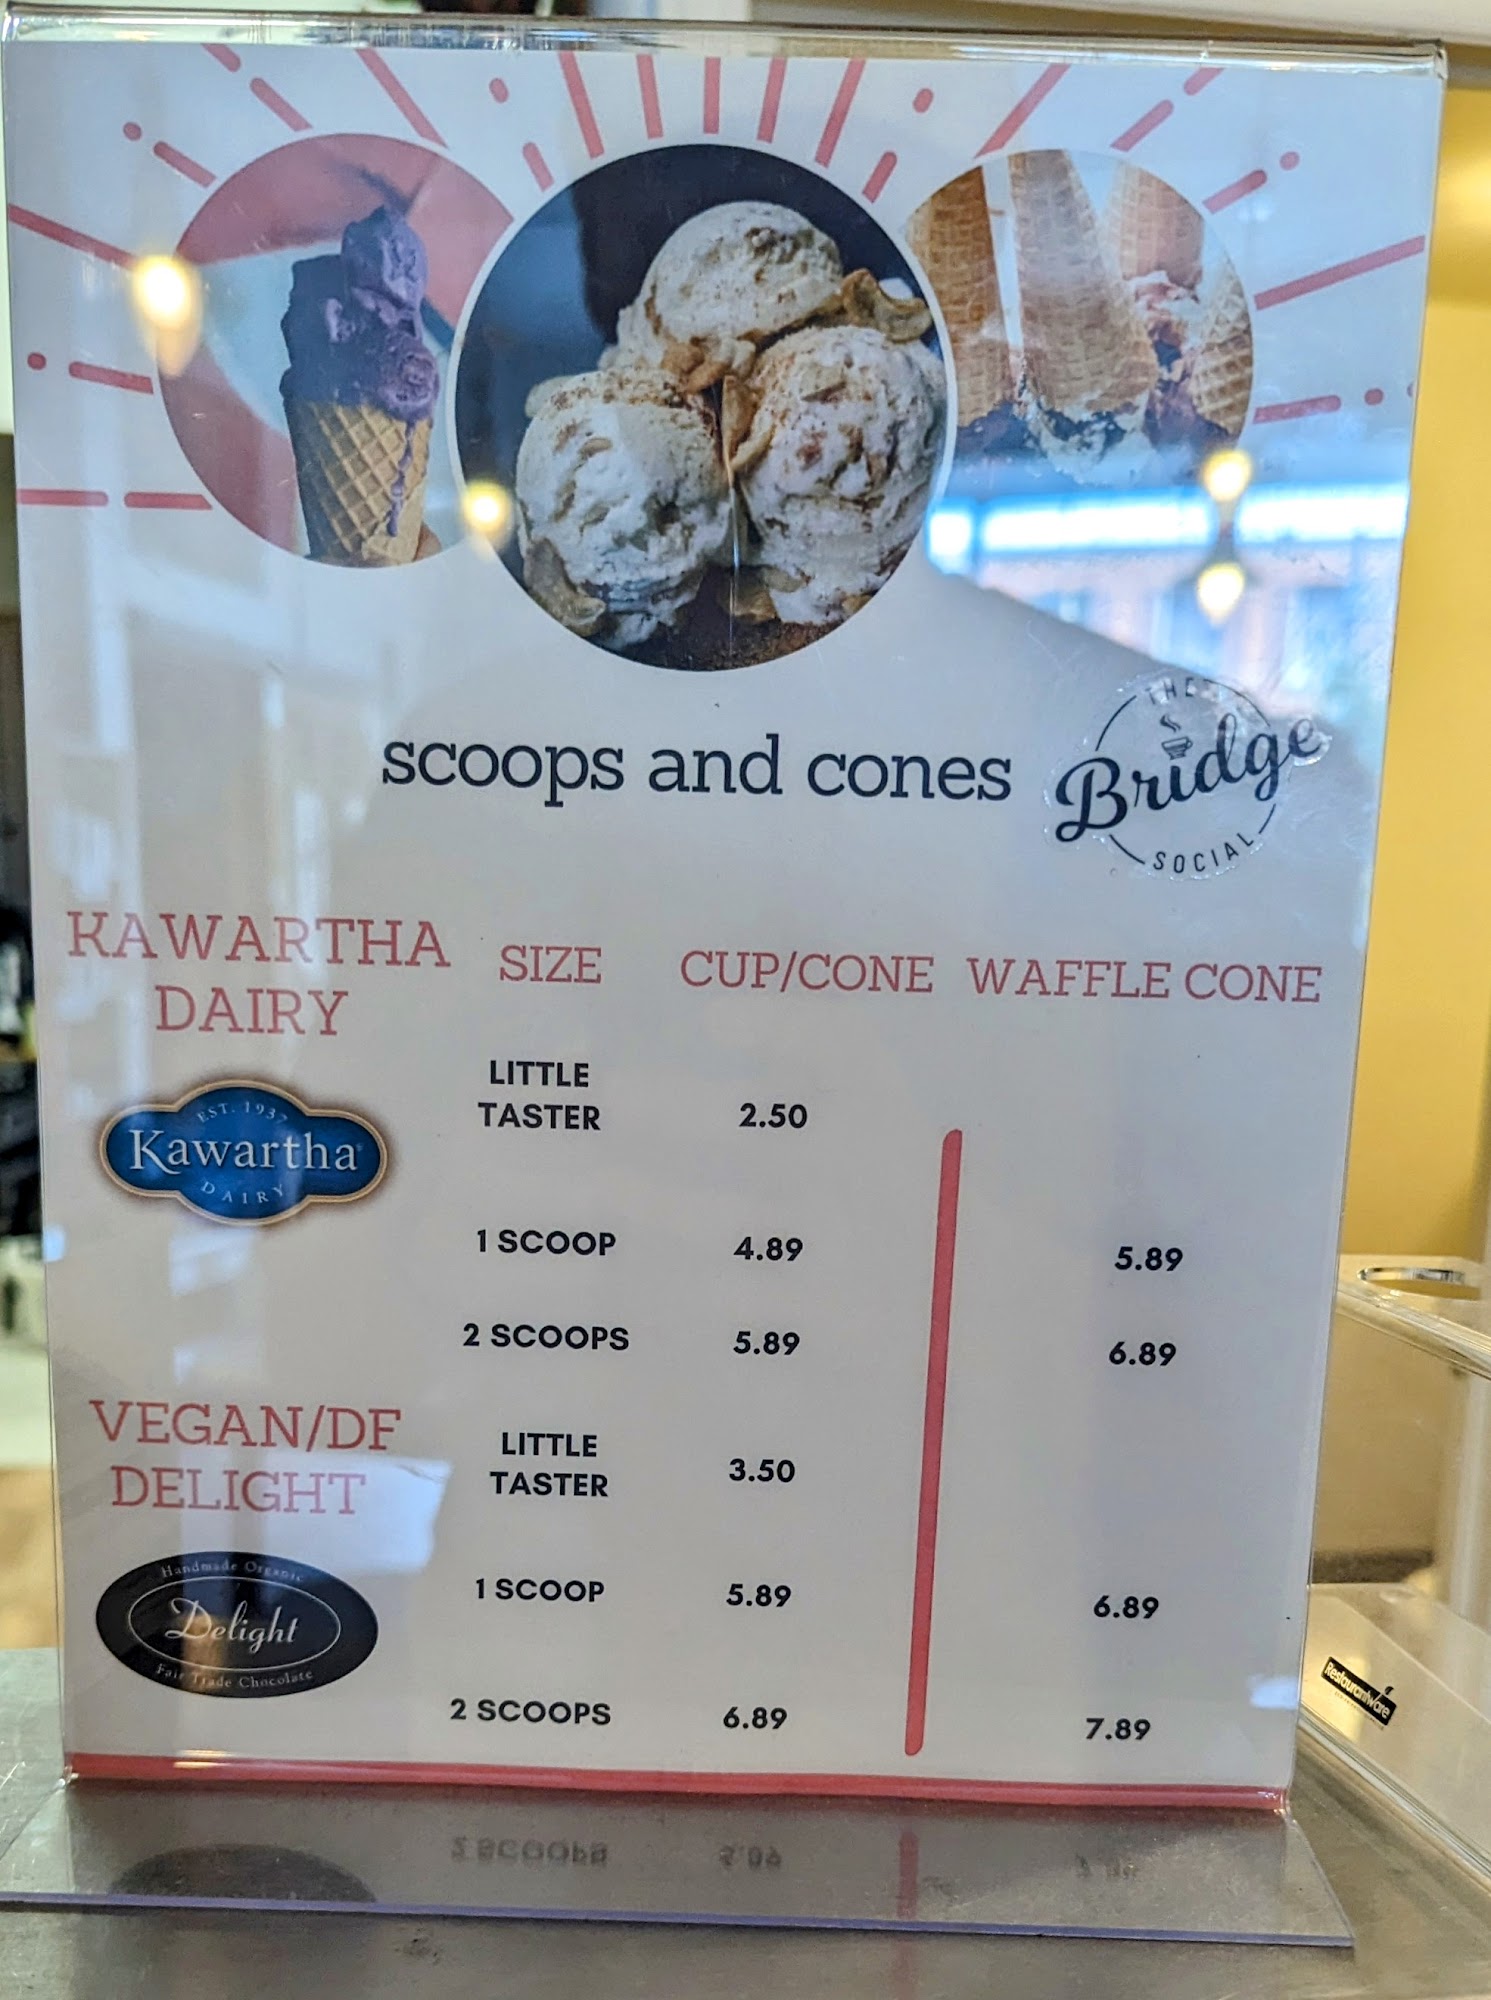 THE
Bridge
SOCIAL
scoops and cones
KAWARTHA
DAIRY
SIZE CUP/CONE WAFFLE CONE
EST. 1937
Kawartha
DAIRY
LITTLE
TASTER 2.50
1 SCOOP 4.89 5.89
2 SCOOPS 5.89 6.89
VEGAN/DF
DELIGHT
Handmade Organic
Delight
Fair Trade Chocolate
LITTLE
TASTER 3.50
1 SCOOP 5.89 6.89
2 SCOOPS 6.89 7.89
Restaurantware